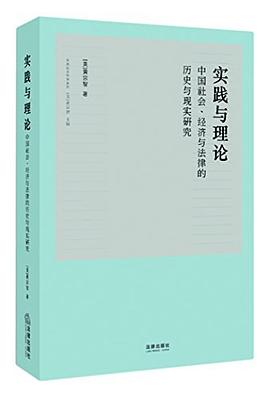 实践与理论
中国社会、经济与法律的
历史与现实研究
[美]黄宗智 著
法律出版社
实践与理论
中国社会、经济与法律的历史与现实研究
[美]黄宗智 著
法律出版社